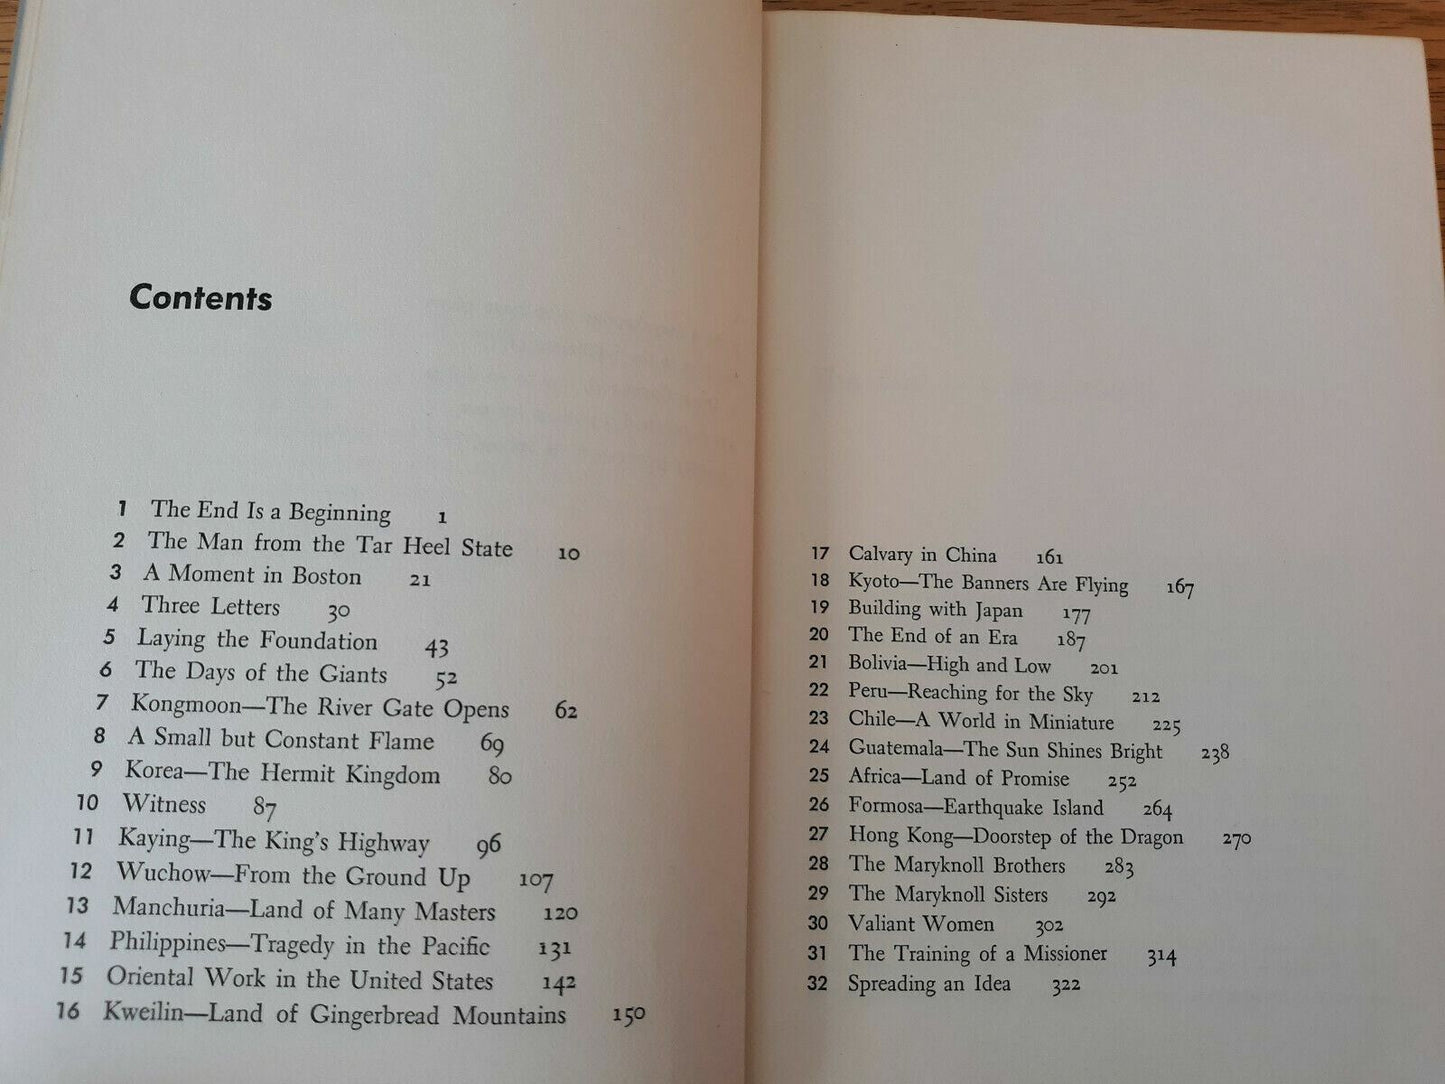 Contents
1 The End Is a Beginning 1
2 The Man from the Tar Heel State 10
3 A Moment in Boston 21
4 Three Letters 30
5 Laying the Foundation 43
6 The Days of the Giants 52
7 Kongmoon—The River Gate Opens 62
8 A Small but Constant Flame 69
9 Korea—The Hermit Kingdom 80
10 Witness 87
11 Kaying—The King's Highway 96
12 Wuchow—From the Ground Up 107
13 Manchuria—Land of Many Masters 120
14 Philippines—Tragedy in the Pacific 131
15 Oriental Work in the United States 142
16 Kweilin—Land of Gingerbread Mountains 150
17 Calvary in China 161
18 Kyoto—The Banners Are Flying 167
19 Building with Japan 177
20 The End of an Era 187
21 Bolivia—High and Low 201
22 Peru—Reaching for the Sky 212
23 Chile—A World in Miniature 225
24 Guatemala—The Sun Shines Bright 238
25 Africa—Land of Promise 252
26 Formosa—Earthquake Island 264
27 Hong Kong—Doorstep of the Dragon 270
28 The Maryknoll Brothers 283
29 The Maryknoll Sisters 292
30 Valiant Women 302
31 The Training of a Missioner 314
32 Spreading an Idea 322